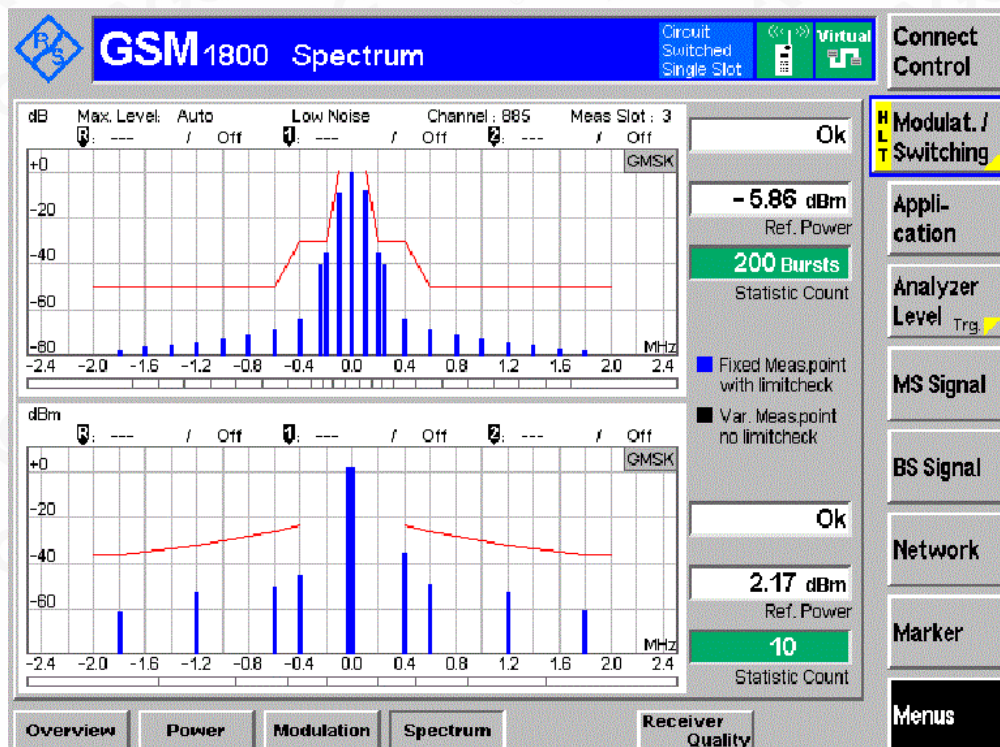 R/S
GSM 1800 Spectrum
Circuit
Switched
Single Slot
Virtual
Connect
Control
dB Max. Level: Auto Low Noise Channel : 885 Meas Slot : 3
R: --- / Off 1: --- / Off 2: --- / Off
GMSK
+0
-20
-40
-60
-80
MHz
-2.4 -2.0 -1.6 -1.2 -0.8 -0.4 0.0 0.4 0.8 1.2 1.6 2.0 2.4
Ok
-5.86 dBm
Ref. Power
200 Bursts
Statistic Count
Fixed Meas.point
with limitcheck
Var. Meas.point
no limitcheck
dBm
R: --- / Off 1: --- / Off 2: --- / Off
GMSK
+0
-20
-40
-60
MHz
-2.4 -2.0 -1.6 -1.2 -0.8 -0.4 0.0 0.4 0.8 1.2 1.6 2.0 2.4
Ok
2.17 dBm
Ref. Power
10
Statistic Count
HLT
Modulat. /
Switching
Appli-
cation
Analyzer
Level Trg.
MS Signal
BS Signal
Network
Marker
Menus
Overview
Power
Modulation
Spectrum
Receiver
Quality